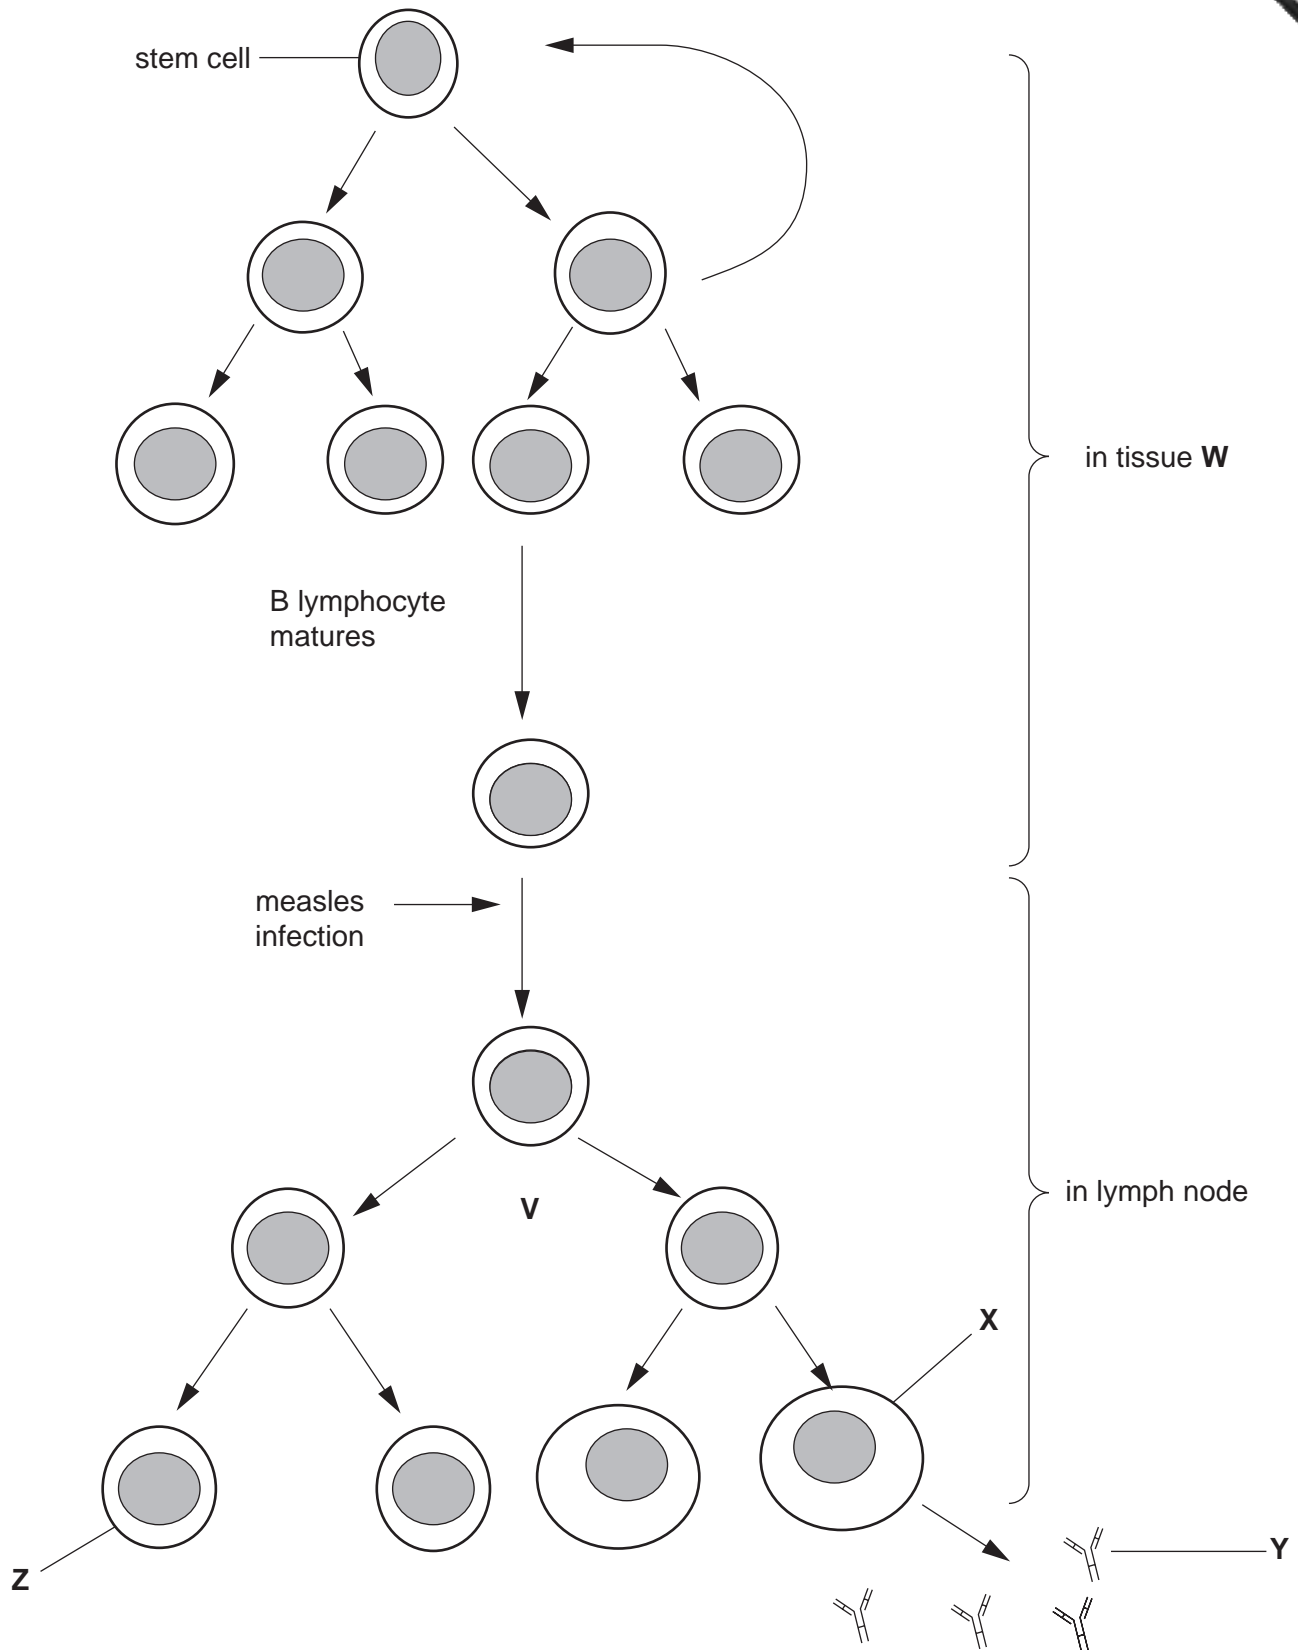 stem cell
in tissue W
B lymphocyte
matures
measles
infection
V
in lymph node
X
Y
Z